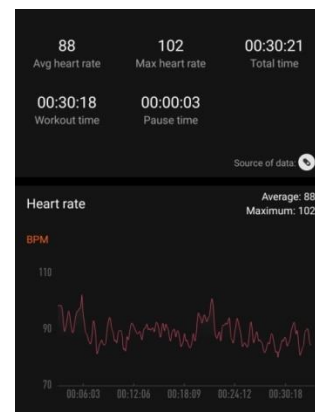 88 102 00:30:21
Avg heart rate Max heart rate Total time
00:30:18 00:00:03
Workout time Pause time
Source of data:
Heart rate
Average: 88
Maximum: 102
BPM
110
90
70
00:06:03 00:12:06 00:18:09 00:24:12 00:30:18